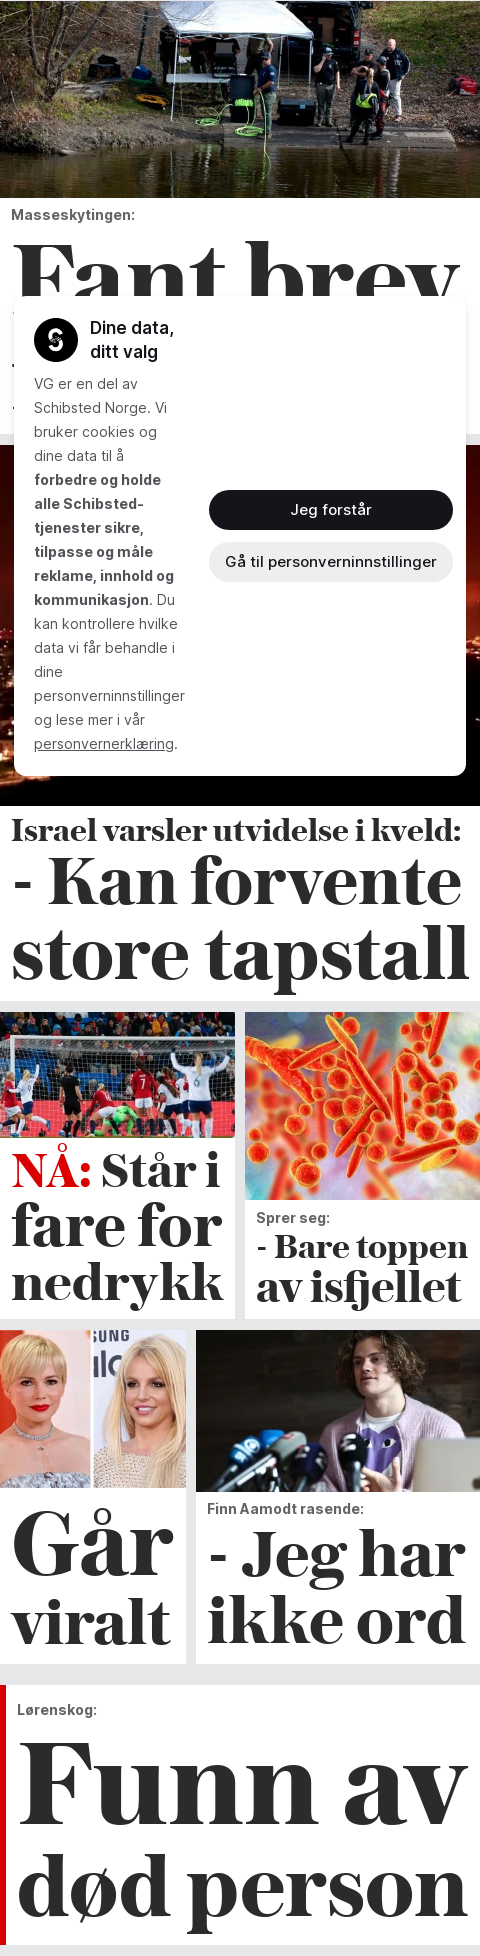 Masseskytingen:
Fant brev
Dine data,
ditt valg
VG er en del av
Schibsted Norge. Vi
bruker cookies og
dine data til å
forbedre og holde
alle Schibsted-
tjenester sikre,
tilpasse og måle
reklame, innhold og
kommunikasjon. Du
kan kontrollere hvilke
data vi får behandle i
dine
personverninnstillinger
og lese mer i vår
personvernerklæring.
Jeg forstår
Gå til personverninnstillinger
Israel varsler utvidelse i kveld:
- Kan forvente
store tapstall
NÅ: Står i
fare for
nedrykk
Sprer seg:
- Bare toppen
av isfjellet
Går
viralt
Finn Aamodt rasende:
- Jeg har
ikke ord
Lørenskog:
Funn av
død person